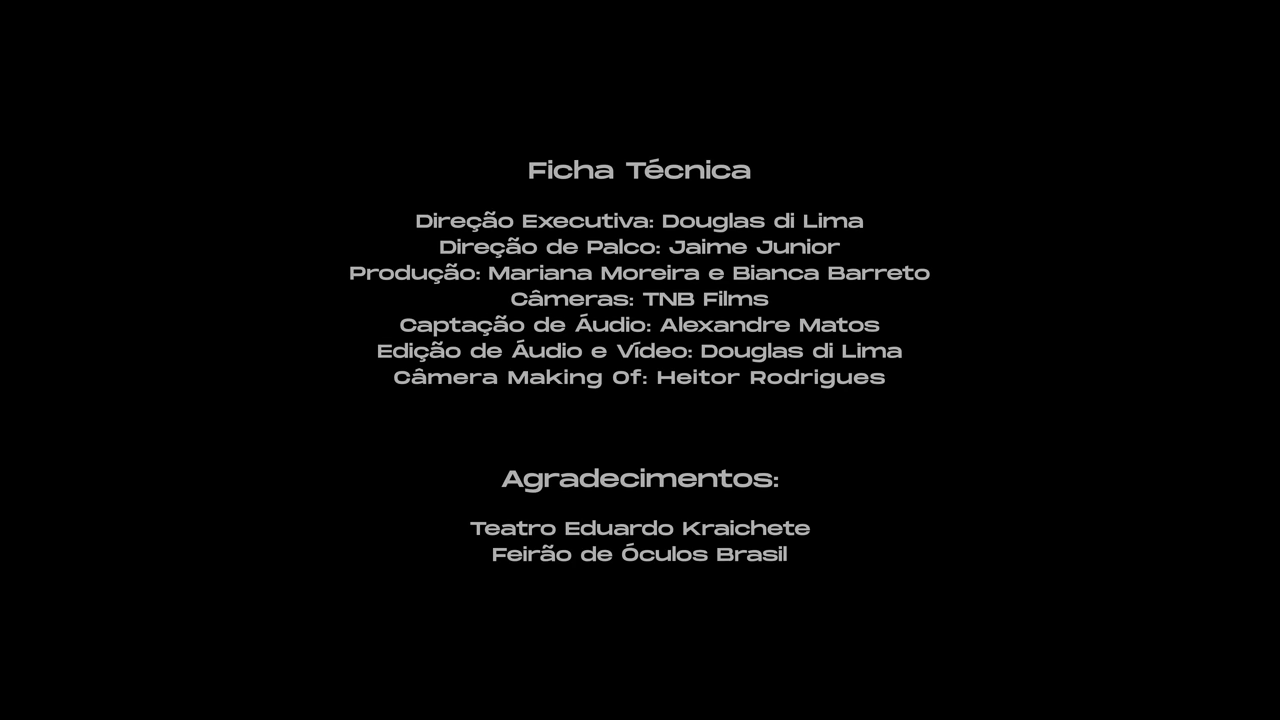 Ficha Técnica
Direção Executiva: Douglas di Lima
Direção de Palco: Jaime Junior
Produção: Mariana Moreira e Bianca Barreto
Câmeras: TNB Films
Captação de Áudio: Alexandre Matos
Edição de Áudio e Vídeo: Douglas di Lima
Câmera Making Of: Heitor Rodrigues
Agradecimentos:
Teatro Eduardo Kraichete
Feirão de Óculos Brasil